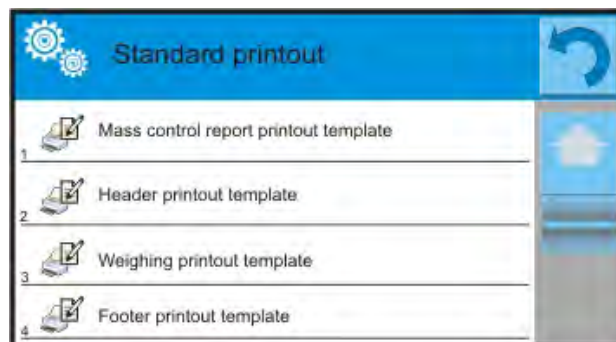 Standard printout
Mass control report printout template
1
Header printout template
2
Weighing printout template
3
Footer printout template
4